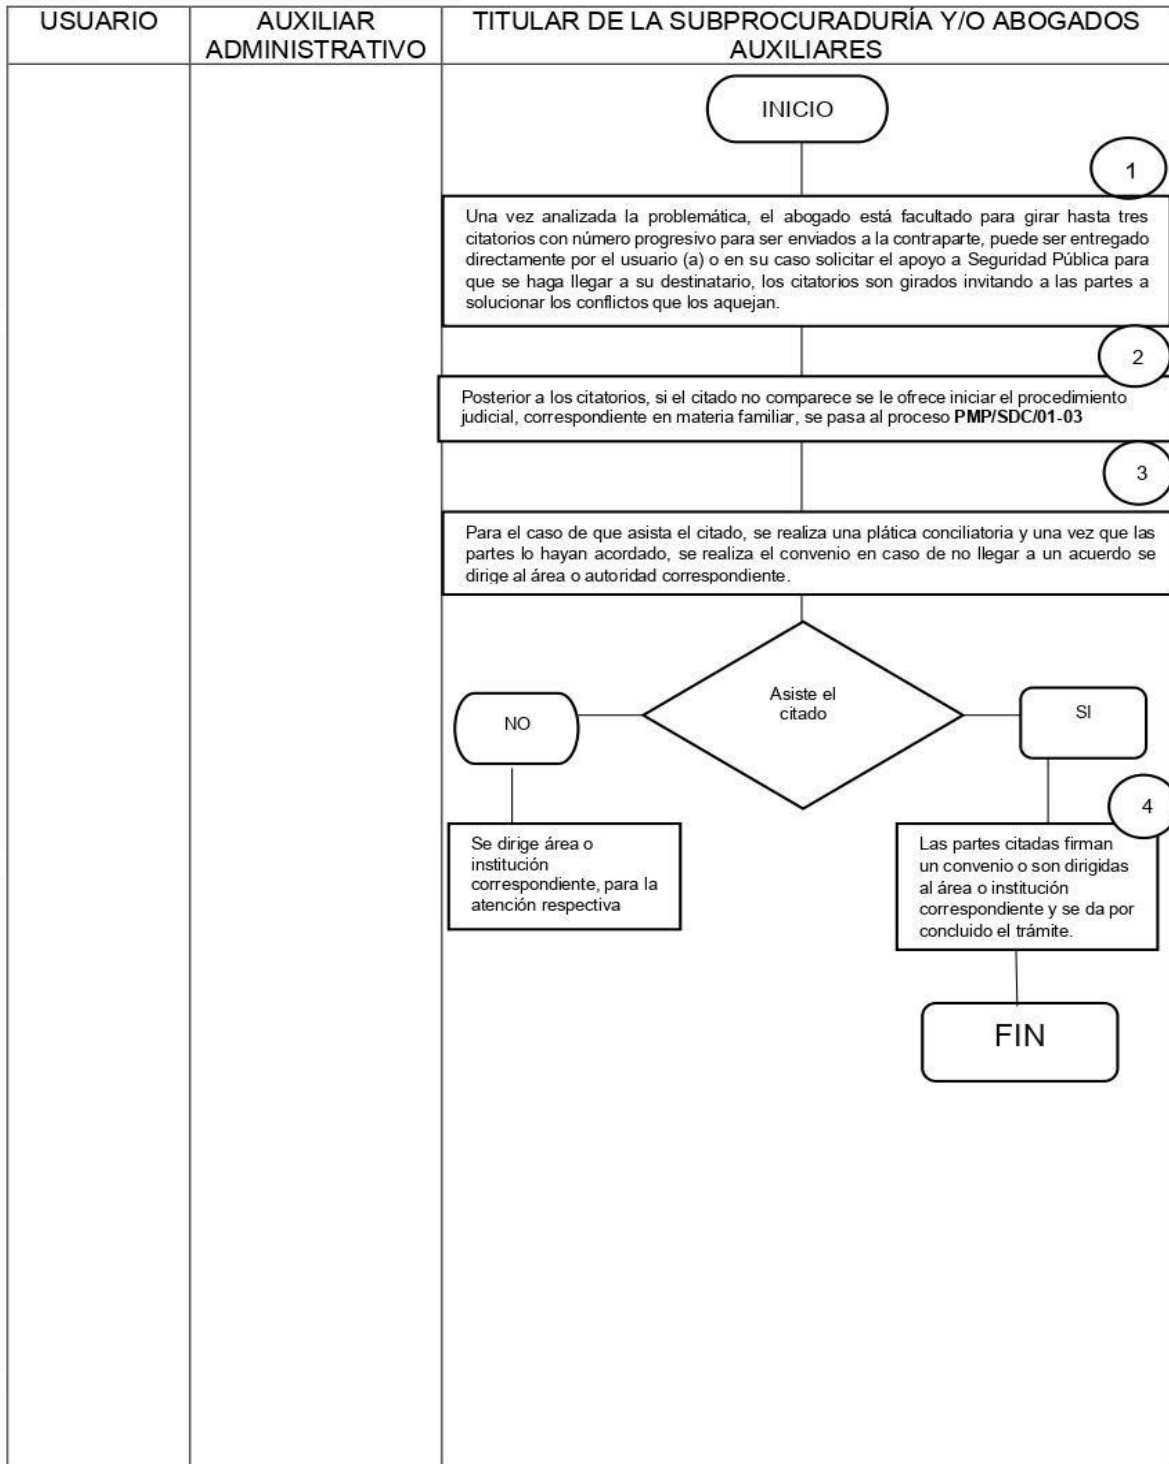 USUARIO
AUXILIAR
ADMINISTRATIVO
TITULAR DE LA SUBPROCURADURÍA Y/O ABOGADOS
AUXILIARES
INICIO
1
Una vez analizada la problemática, el abogado está facultado para girar hasta tres
citatorios con número progresivo para ser enviados a la contraparte, puede ser entregado
directamente por el usuario (a) o en su caso solicitar el apoyo a Seguridad Pública para
que se haga llegar a su destinatario, los citatorios son girados invitando a las partes a
solucionar los conflictos que los aquejan.
2
Posterior a los citatorios, si el citado no comparece se le ofrece iniciar el procedimiento
judicial, correspondiente en materia familiar, se pasa al proceso PMP/SDC/01-03
3
Para el caso de que asista el citado, se realiza una plática conciliatoria y una vez que las
partes lo hayan acordado, se realiza el convenio en caso de no llegar a un acuerdo se
dirige al área o autoridad correspondiente.
Asiste el
citado
NO
SI
4
Se dirige área o
institución
correspondiente, para la
atención respectiva
Las partes citadas firman
un convenio o son dirigidas
al área o institución
correspondiente y se da por
concluido el trámite.
FIN